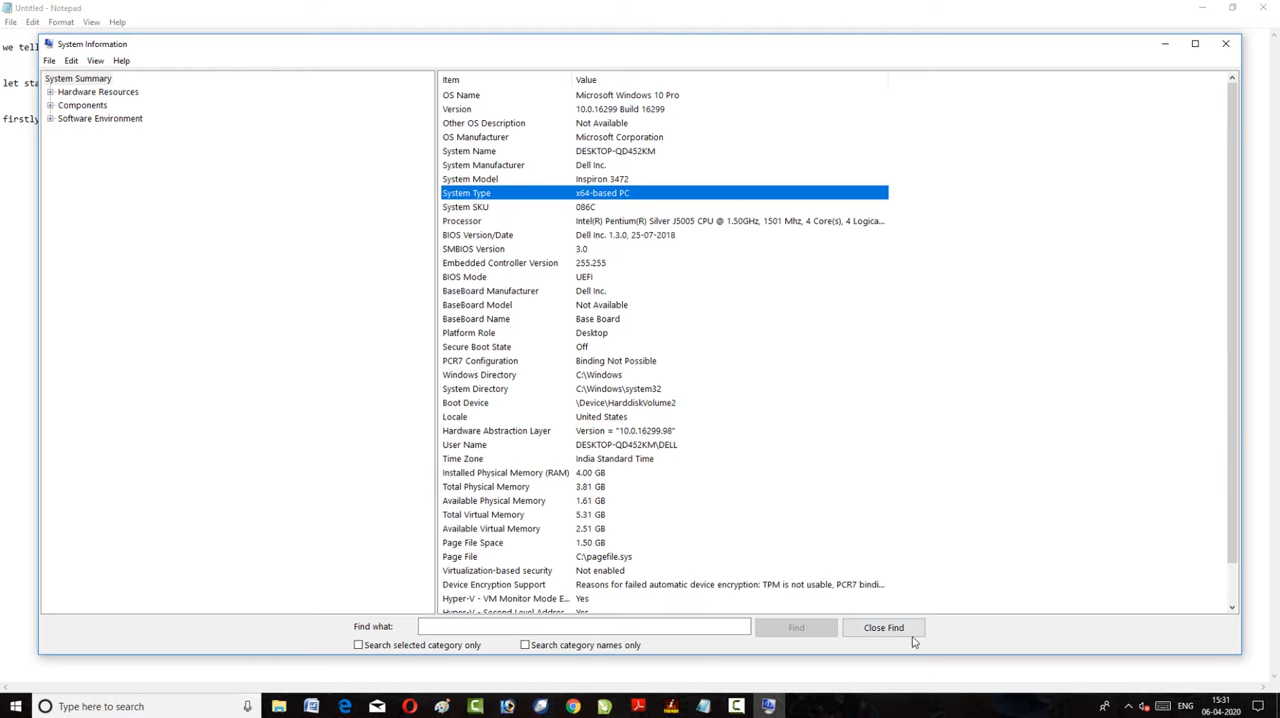 Untitled - Notepad
File Edit Format View Help
we tell
let sta
firstly
System Information
File Edit View Help
System Summary
Hardware Resources
Components
Software Environment
Item Value
OS Name Microsoft Windows 10 Pro
Version 10.0.16299 Build 16299
Other OS Description Not Available
OS Manufacturer Microsoft Corporation
System Name DESKTOP-QD452KM
System Manufacturer Dell Inc.
System Model Inspiron 3472
System Type x64-based PC
System SKU 086C
Processor Intel(R) Pentium(R) Silver J5005 CPU @ 1.50GHz, 1501 Mhz, 4 Core(s), 4 Logica...
BIOS Version/Date Dell Inc. 1.3.0, 25-07-2018
SMBIOS Version 3.0
Embedded Controller Version 255.255
BIOS Mode UEFI
BaseBoard Manufacturer Dell Inc.
BaseBoard Model Not Available
BaseBoard Name Base Board
Platform Role Desktop
Secure Boot State Off
PCR7 Configuration Binding Not Possible
Windows Directory C:\Windows
System Directory C:\Windows\system32
Boot Device \Device\HarddiskVolume2
Locale United States
Hardware Abstraction Layer Version = "10.0.16299.98"
User Name DESKTOP-QD452KM\DELL
Time Zone India Standard Time
Installed Physical Memory (RAM) 4.00 GB
Total Physical Memory 3.81 GB
Available Physical Memory 1.61 GB
Total Virtual Memory 5.31 GB
Available Virtual Memory 2.51 GB
Page File Space 1.50 GB
Page File C:\pagefile.sys
Virtualization-based security Not enabled
Device Encryption Support Reasons for failed automatic device encryption: TPM is not usable, PCR7 bindi...
Hyper-V - VM Monitor Mode E... Yes
Hyper-V - Second Level Addres... Yes
Find what: Find Close Find
Search selected category only Search category names only
Type here to search
ENG
15:31
06-04-2020